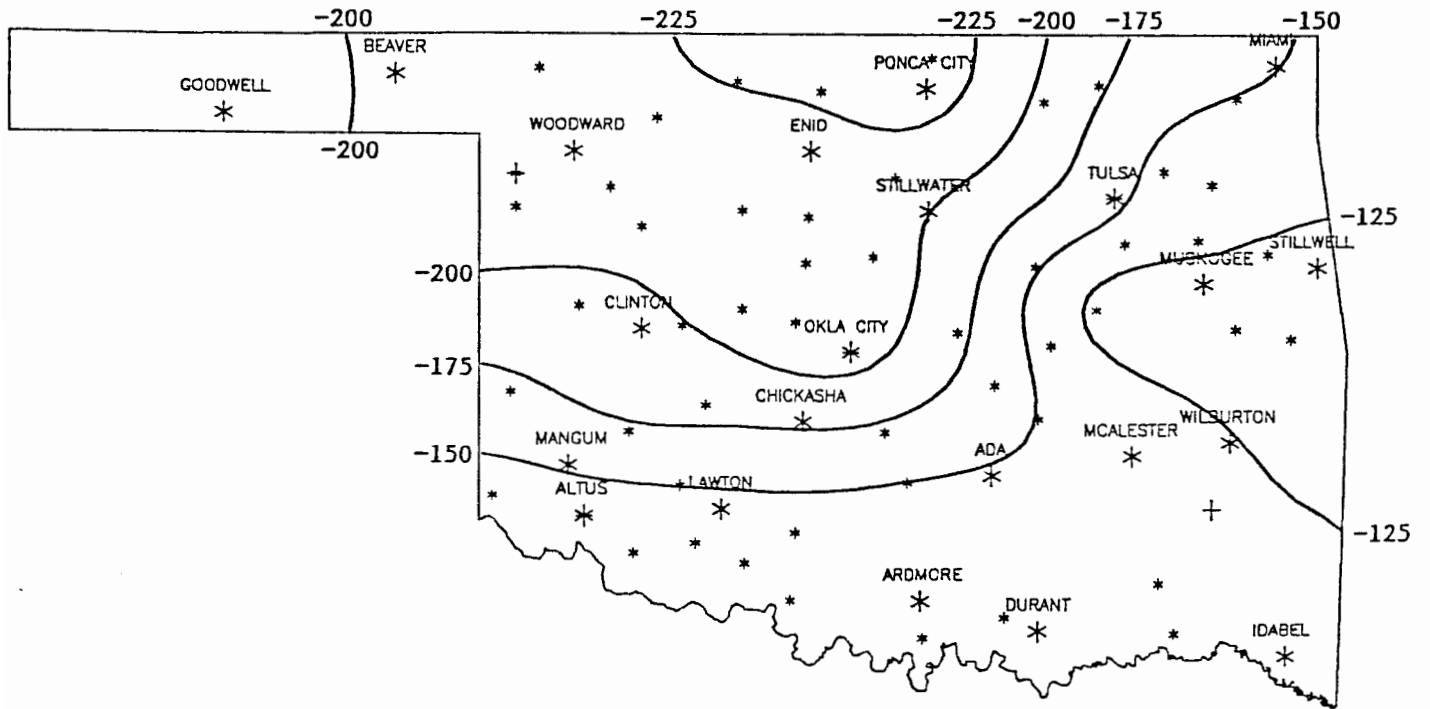 -200 -225 -225 -200 -175 -150
BEAVER
MIAMI
PONCA CITY
GOODWELL
WOODWARD
ENID
-200
TULSA
STILLWATER
-125
STILLWELL
MUSKOGEE
-200
CLINTON
OKLA CITY
-175
CHICKASHA
WILBURTON
MCALESTER
MANGUM
ADA
-150
LAWTON
ALTUS
-125
ARDMORE
DURANT
IDABEL